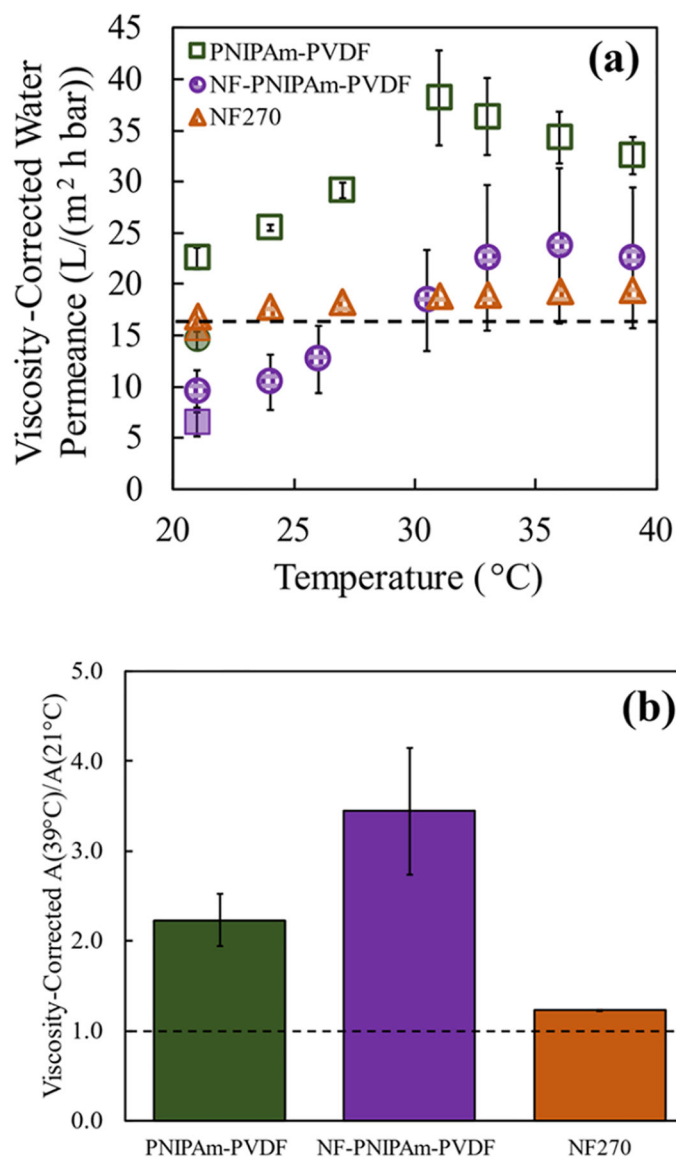 (a)
PNIPAm-PVDF
NF-PNIPAm-PVDF
NF270
Viscosity-Corrected Water
Permeance (L/(m² h bar))
45
40
35
30
25
20
15
10
5
0
20
25
30
35
40
Temperature (°C)
(b)
Viscosity-Corrected A(39°C)/A(21°C)
5.0
4.0
3.0
2.0
1.0
0.0
PNIPAm-PVDF
NF-PNIPAm-PVDF
NF270